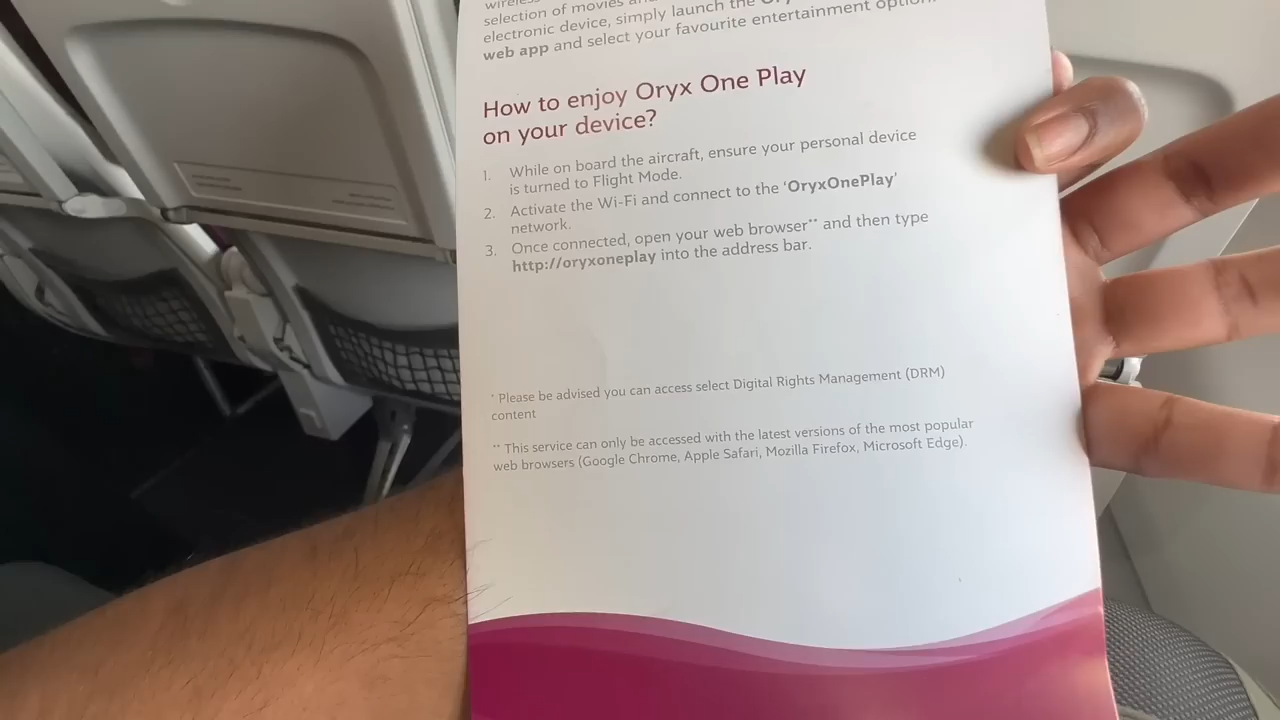 wireless
selection of movies and
electronic device, simply launch the Ory
web app and select your favourite entertainment option.
How to enjoy Oryx One Play
on your device?
1. While on board the aircraft, ensure your personal device
is turned to Flight Mode.
2. Activate the Wi-Fi and connect to the ‘OryxOnePlay’
network.
3. Once connected, open your web browser** and then type
http://oryxoneplay into the address bar.
* Please be advised you can access select Digital Rights Management (DRM)
content
** This service can only be accessed with the latest versions of the most popular
web browsers (Google Chrome, Apple Safari, Mozilla Firefox, Microsoft Edge).